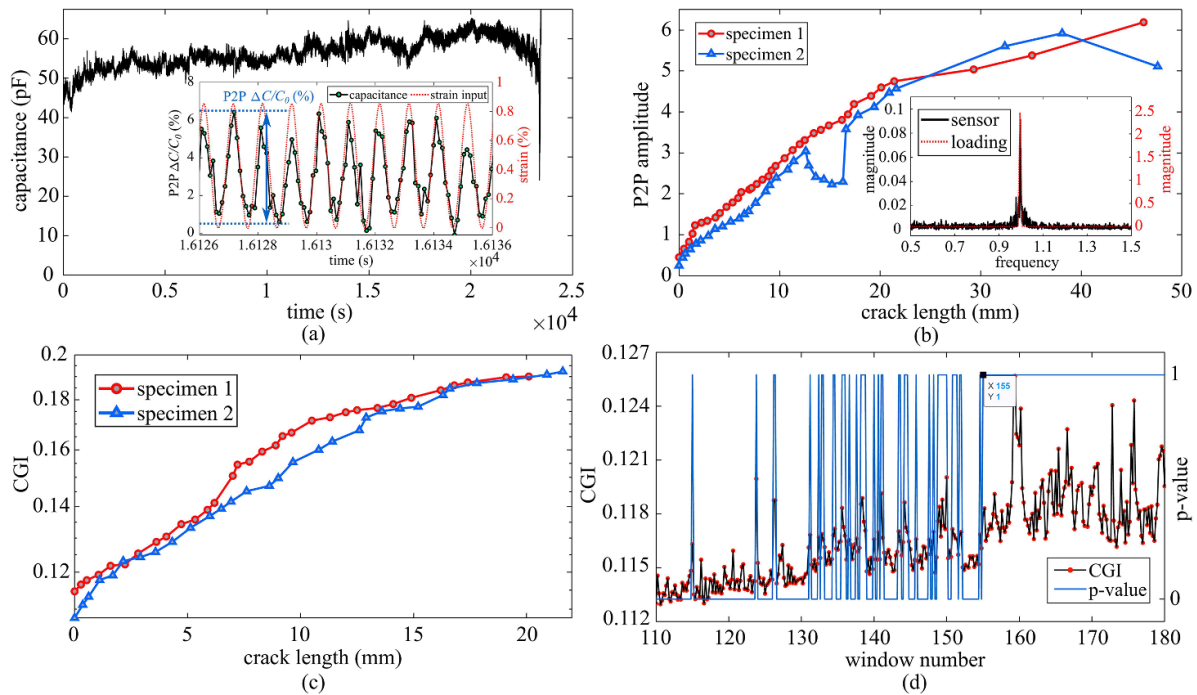 (a)
capacitance (pF)
60
50
40
30
20
10
0
0 0.5 1.0 1.5 2.0 2.5
time (s)
×10⁴
P2P ΔC/C₀ (%)
capacitance
strain input
P2P ΔC/C₀ (%)
8
6
4
2
0
1
0.8
0.6
0.4
0.2
0
strain (%)
1.6126 1.6128 1.613 1.6132 1.6134 1.6136
time (s)
×10⁴
P2P amplitude
6
5
4
3
2
1
0
specimen 1
specimen 2
0 10 20 30 40 50
crack length (mm)
(b)
sensor
loading
magnitude
0.1
0.08
0.06
0.04
0.02
0
2.5
2
1.5
1
0.5
0
magnitude
0.5 0.7 0.9 1.1 1.3 1.5
frequency
CGI
0.2
0.18
0.16
0.14
0.12
specimen 1
specimen 2
0 5 10 15 20
crack length (mm)
(c)
CGI
0.127
0.124
0.121
0.118
0.115
0.112
X 155
Y 1
1
0
p-value
CGI
p-value
110 120 130 140 150 160 170 180
window number
(d)